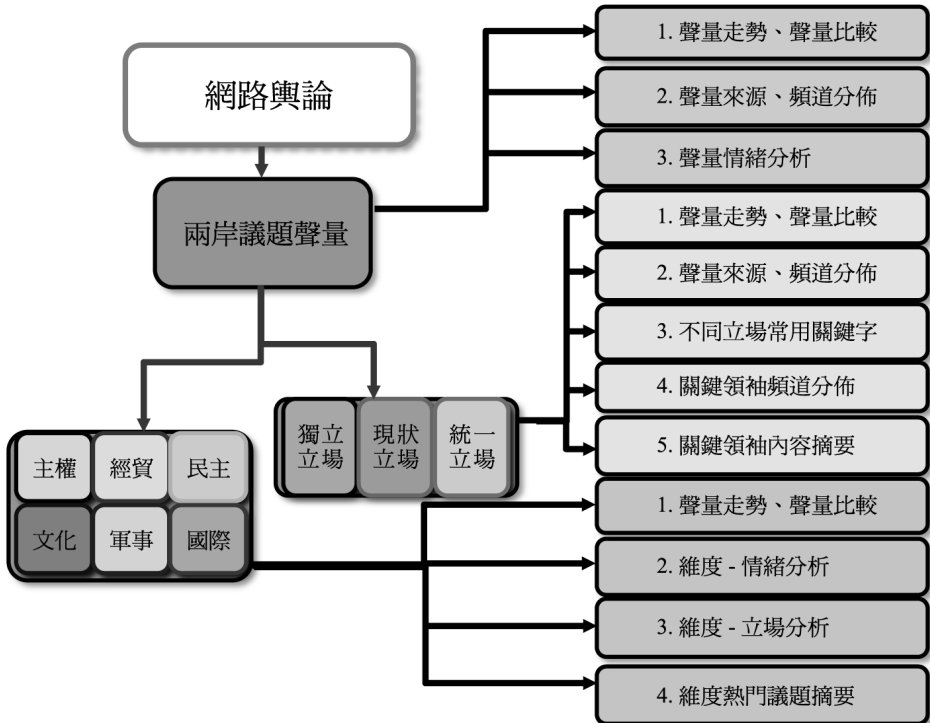 網路輿論
兩岸議題聲量
獨立
立場
現狀
立場
統一
立場
主權
經貿
民主
文化
軍事
國際
1. 聲量走勢、聲量比較
2. 聲量來源、頻道分佈
3. 聲量情緒分析
1. 聲量走勢、聲量比較
2. 聲量來源、頻道分佈
3. 不同立場常用關鍵字
4. 關鍵領袖頻道分佈
5. 關鍵領袖內容摘要
1. 聲量走勢、聲量比較
2. 維度 - 情緒分析
3. 維度 - 立場分析
4. 維度熱門議題摘要